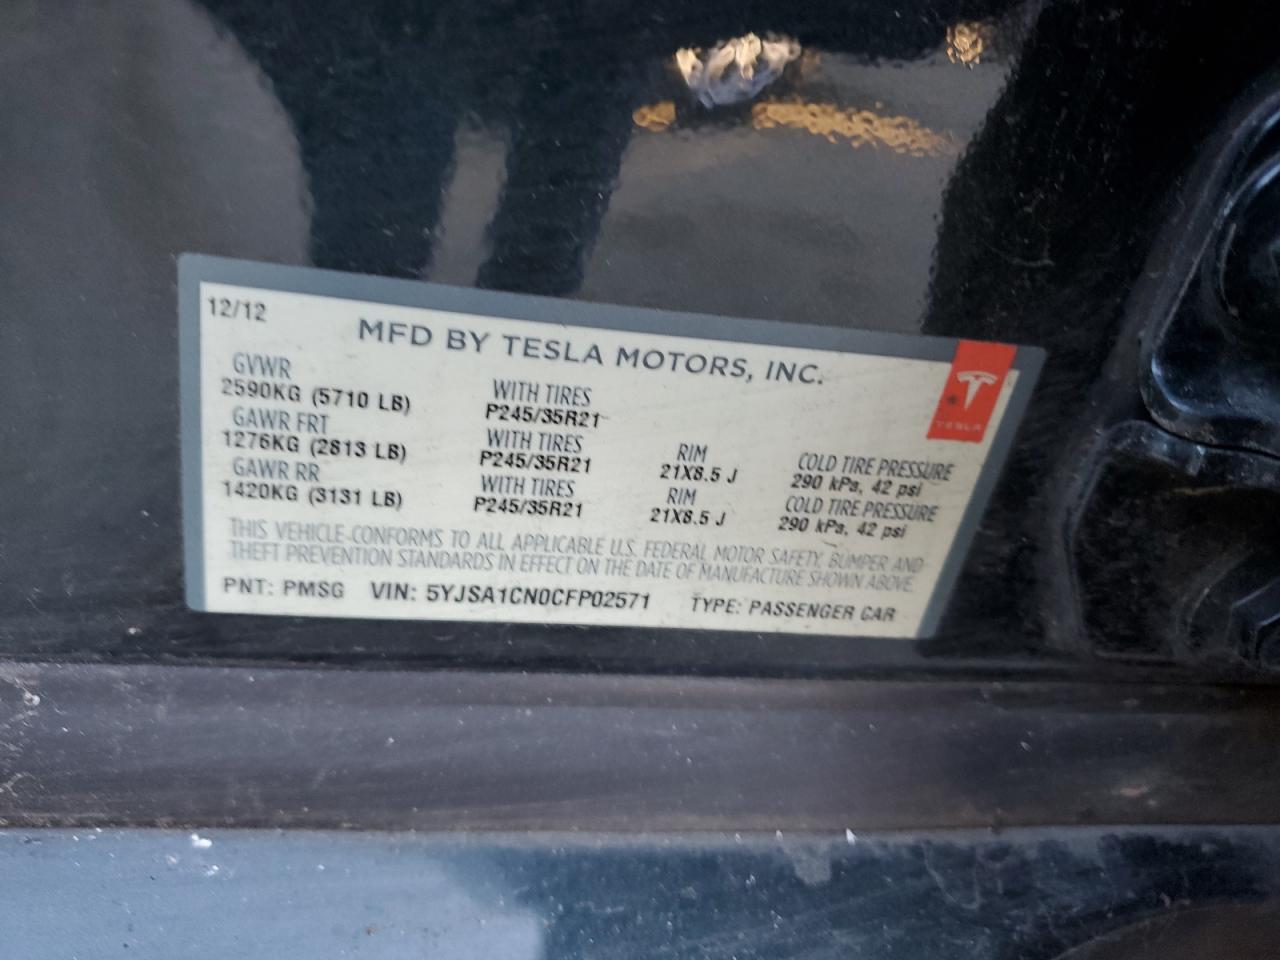 12/12
MFD BY TESLA MOTORS, INC.
GVWR
2590KG (5710 LB) WITH TIRES P245/35R21
GAWR FRT
1276KG (2813 LB) WITH TIRES P245/35R21 RIM 21X8.5 J COLD TIRE PRESSURE 290 kPa, 42 psi
GAWR RR
1420KG (3131 LB) WITH TIRES P245/35R21 RIM 21X8.5 J COLD TIRE PRESSURE 290 kPa, 42 psi
THIS VEHICLE CONFORMS TO ALL APPLICABLE U.S. FEDERAL MOTOR SAFETY, BUMPER AND
THEFT PREVENTION STANDARDS IN EFFECT ON THE DATE OF MANUFACTURE SHOWN ABOVE.
PNT: PMSG VIN: 5YJSA1CN0CFP02571 TYPE: PASSENGER CAR
TESLA